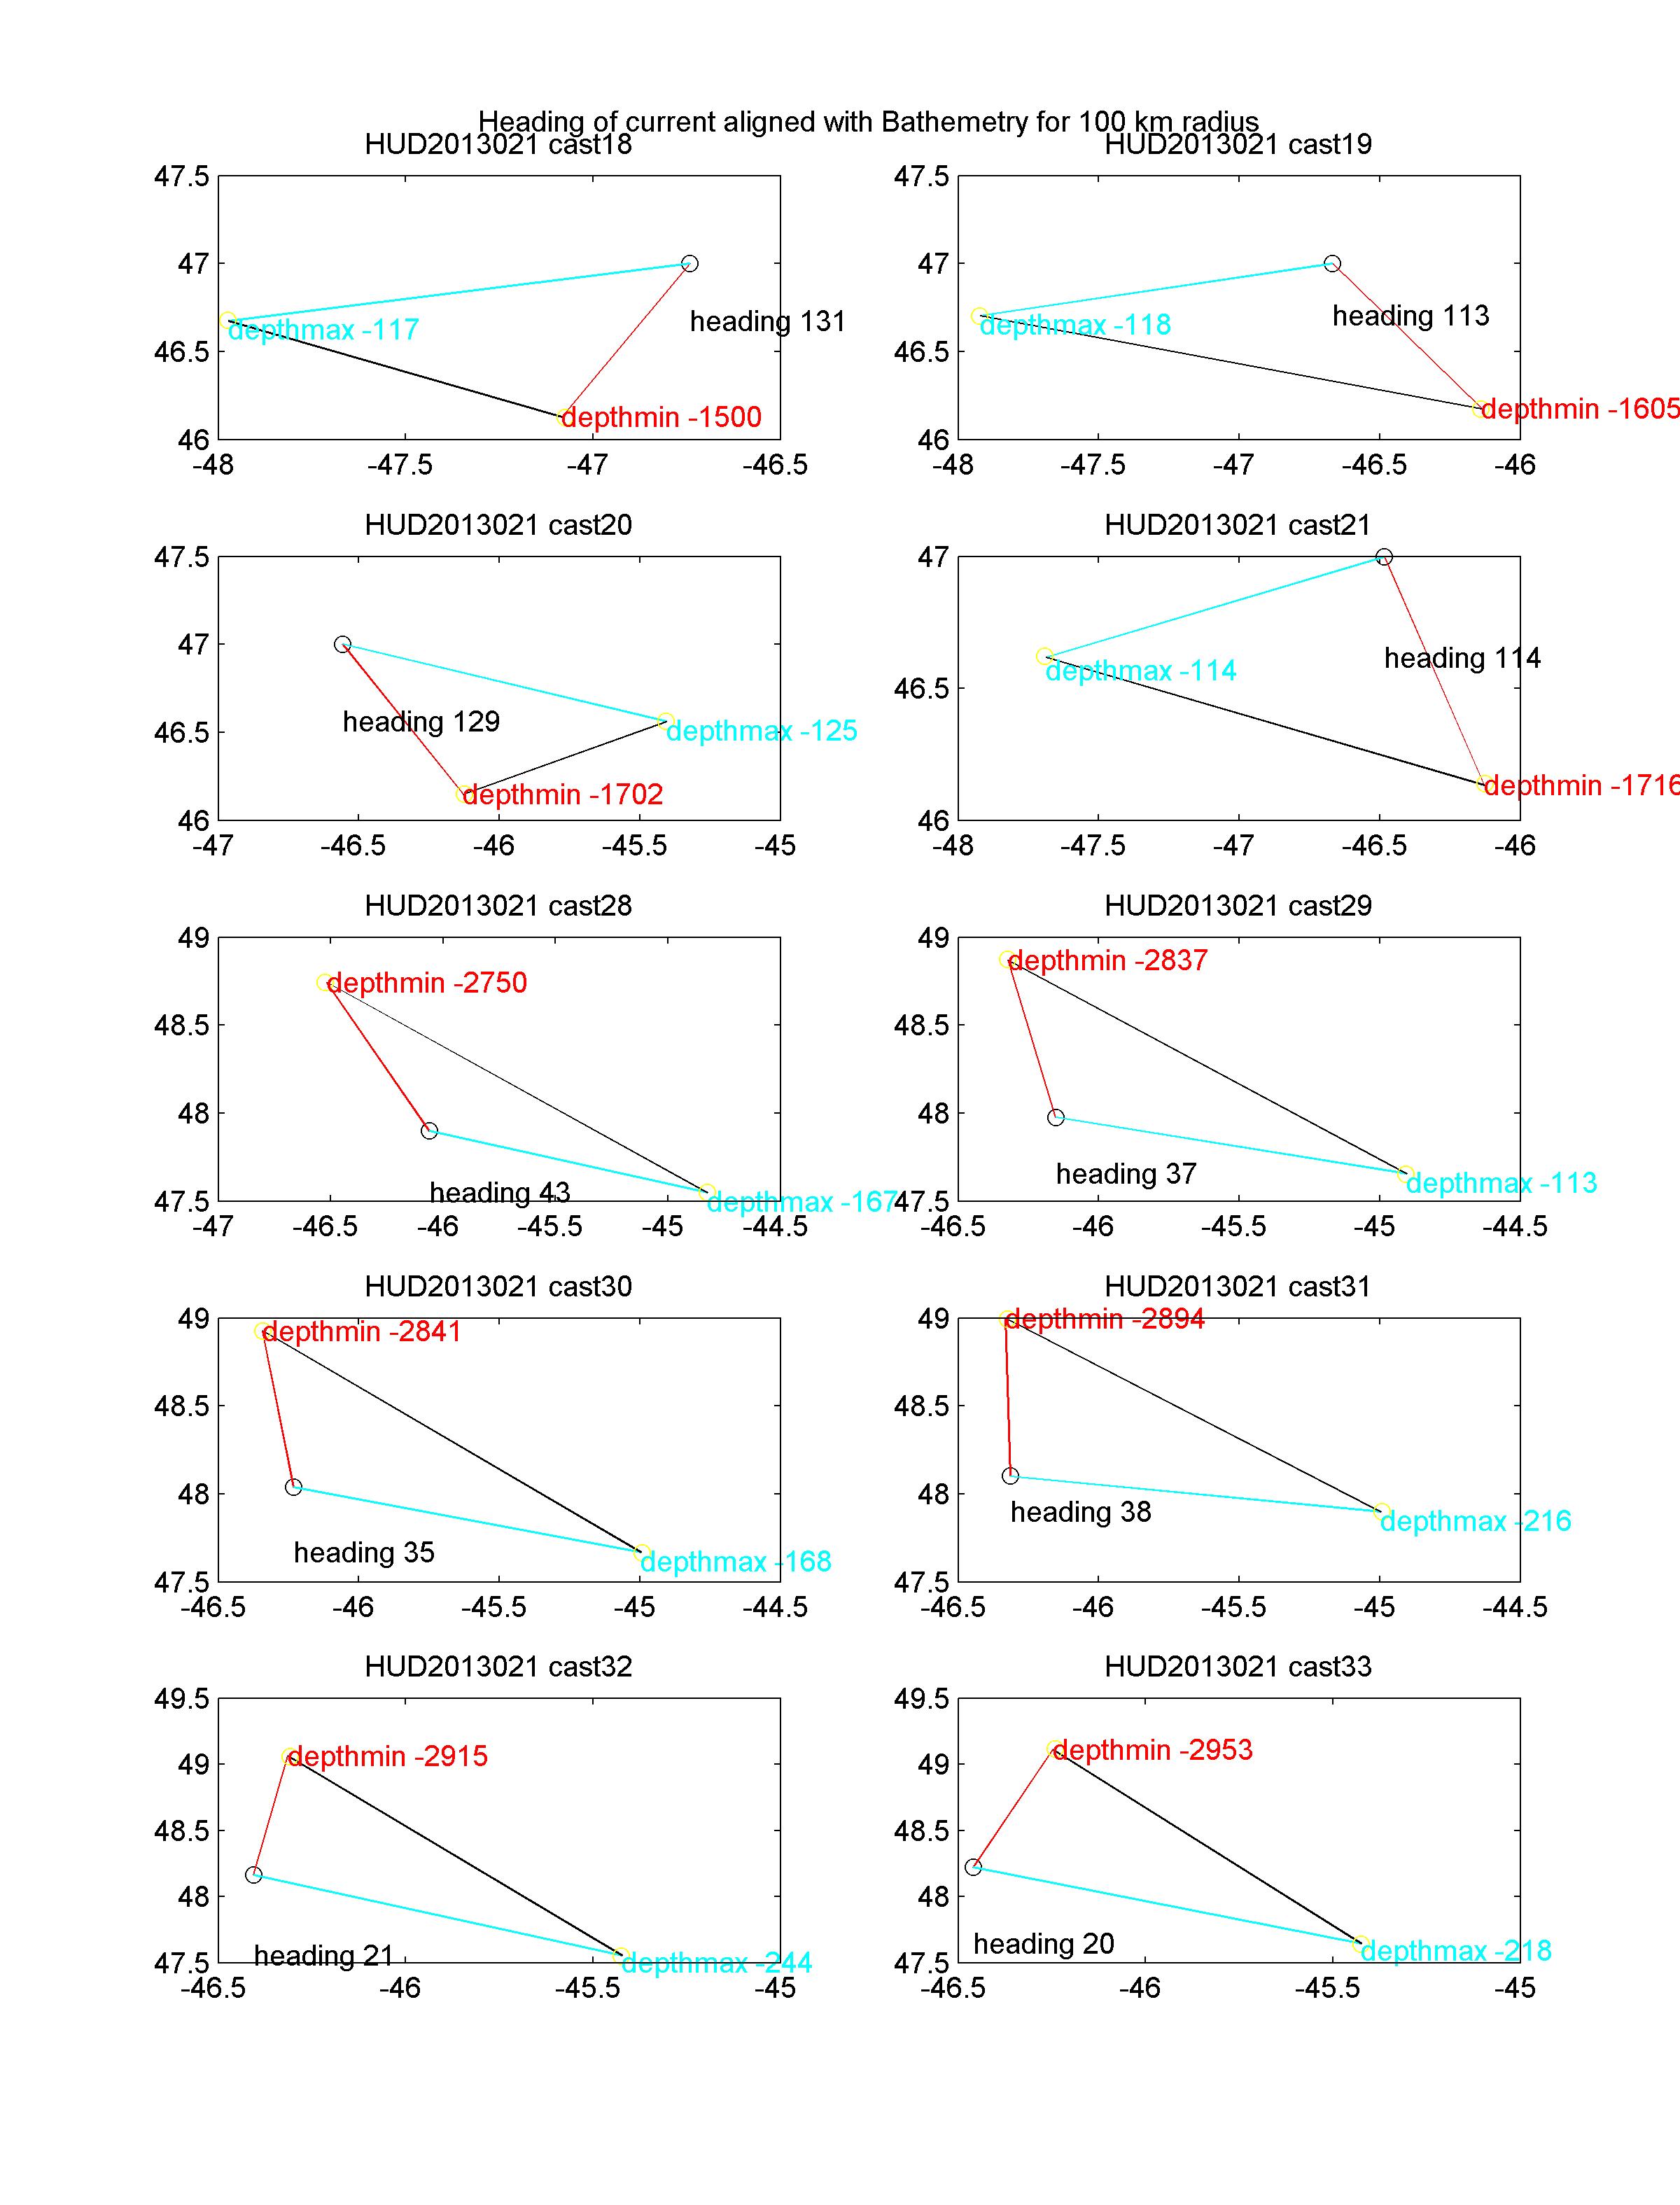 Heading of current aligned with Bathemetry for 100 km radius
HUD2013021 cast18
47.5
47
46.5
46
-48
-47.5
-47
-46.5
depthmax -117
heading 131
depthmin -1500
HUD2013021 cast19
47.5
47
46.5
46
-48
-47.5
-47
-46.5
-46
depthmax -118
heading 113
depthmin -1605
HUD2013021 cast20
47.5
47
46.5
46
-47
-46.5
-46
-45.5
-45
heading 129
depthmax -125
depthmin -1702
HUD2013021 cast21
47
46.5
46
-48
-47.5
-47
-46.5
-46
depthmax -114
heading 114
depthmin -1716
HUD2013021 cast28
49
48.5
48
47.5
-47
-46.5
-46
-45.5
-45
-44.5
depthmin -2750
heading 43
depthmax -167
HUD2013021 cast29
49
48.5
48
47.5
-46.5
-46
-45.5
-45
-44.5
depthmin -2837
heading 37
depthmax -113
HUD2013021 cast30
49
48.5
48
47.5
-46.5
-46
-45.5
-45
-44.5
depthmin -2841
heading 35
depthmax -168
HUD2013021 cast31
49
48.5
48
47.5
-46.5
-46
-45.5
-45
-44.5
depthmin -2894
heading 38
depthmax -216
HUD2013021 cast32
49.5
49
48.5
48
47.5
-46.5
-46
-45.5
-45
depthmin -2915
heading 21
depthmax -244
HUD2013021 cast33
49.5
49
48.5
48
47.5
-46.5
-46
-45.5
-45
depthmin -2953
heading 20
depthmax -218